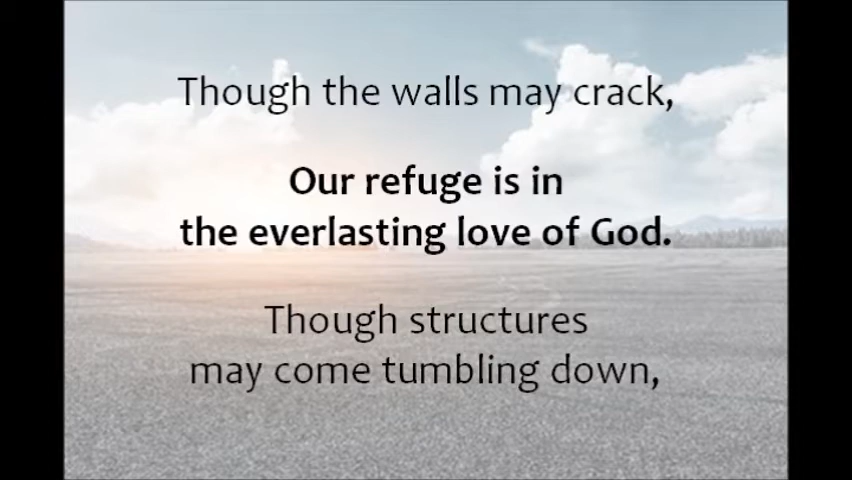 Though the walls may crack,
Our refuge is in
the everlasting love of God.
Though structures
may come tumbling down,